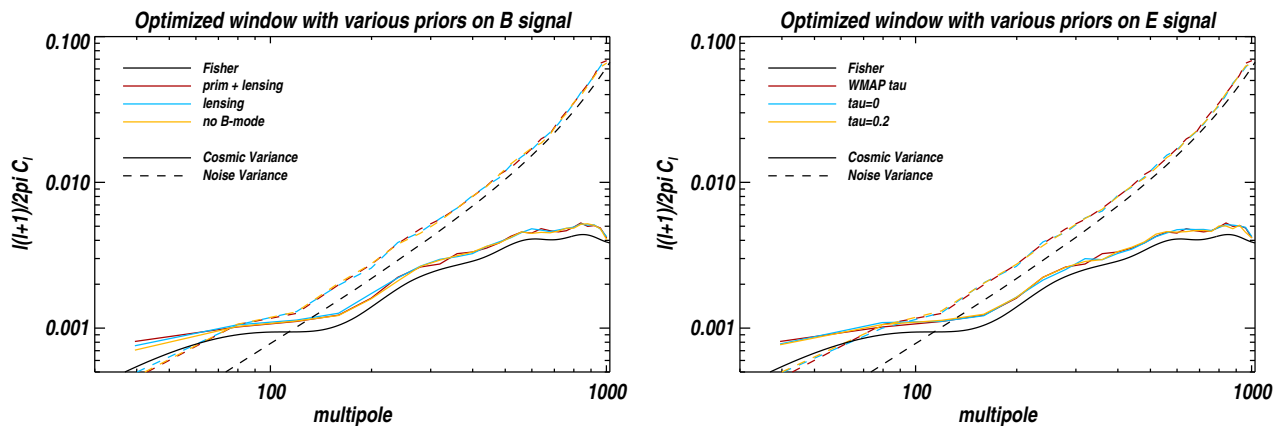 Optimized window with various priors on B signal
0.100
0.010
0.001
l(l+1)/2pi C_l
Fisher
prim + lensing
lensing
no B-mode
Cosmic Variance
Noise Variance
100
1000
multipole
Optimized window with various priors on E signal
0.100
0.010
0.001
l(l+1)/2pi C_l
Fisher
WMAP tau
tau=0
tau=0.2
Cosmic Variance
Noise Variance
100
1000
multipole